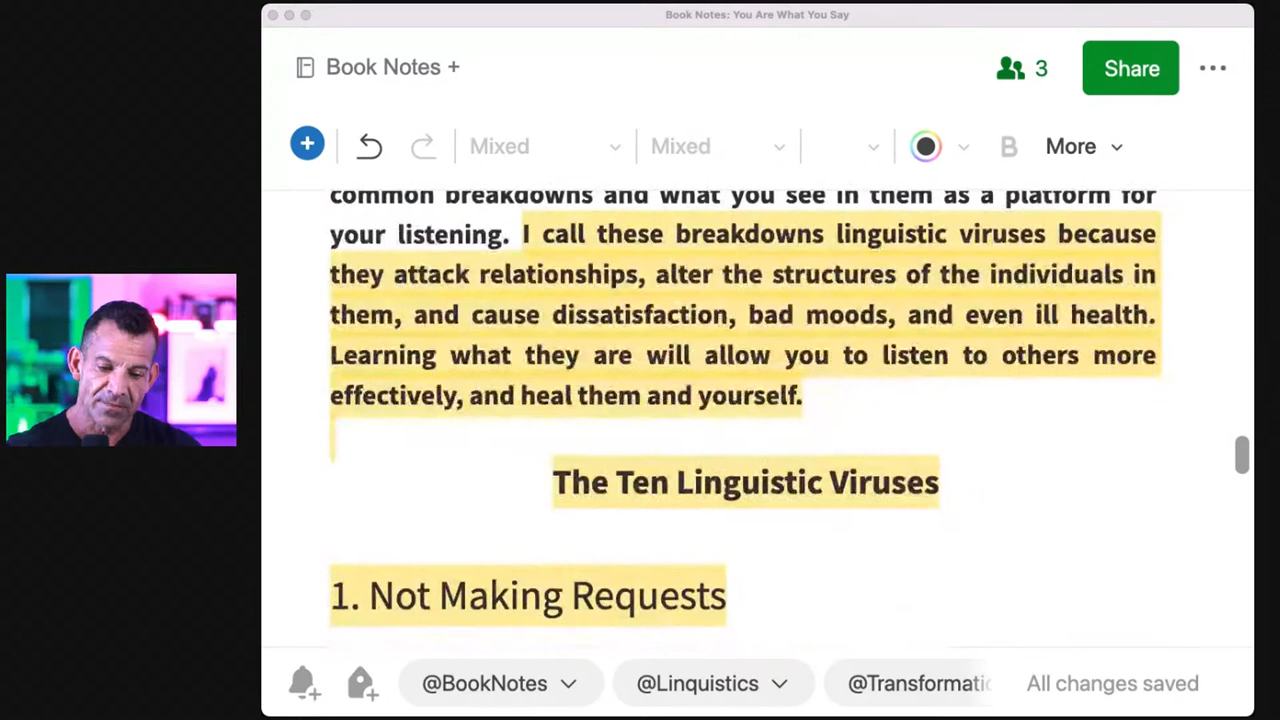 Book Notes: You Are What You Say
Book Notes +
3
Share
Mixed
Mixed
B
More
common breakdowns and what you see in them as a platform for
your listening. I call these breakdowns linguistic viruses because
they attack relationships, alter the structures of the individuals in
them, and cause dissatisfaction, bad moods, and even ill health.
Learning what they are will allow you to listen to others more
effectively, and heal them and yourself.
The Ten Linguistic Viruses
1. Not Making Requests
@BookNotes
@Linquistics
@Transformatic
All changes saved